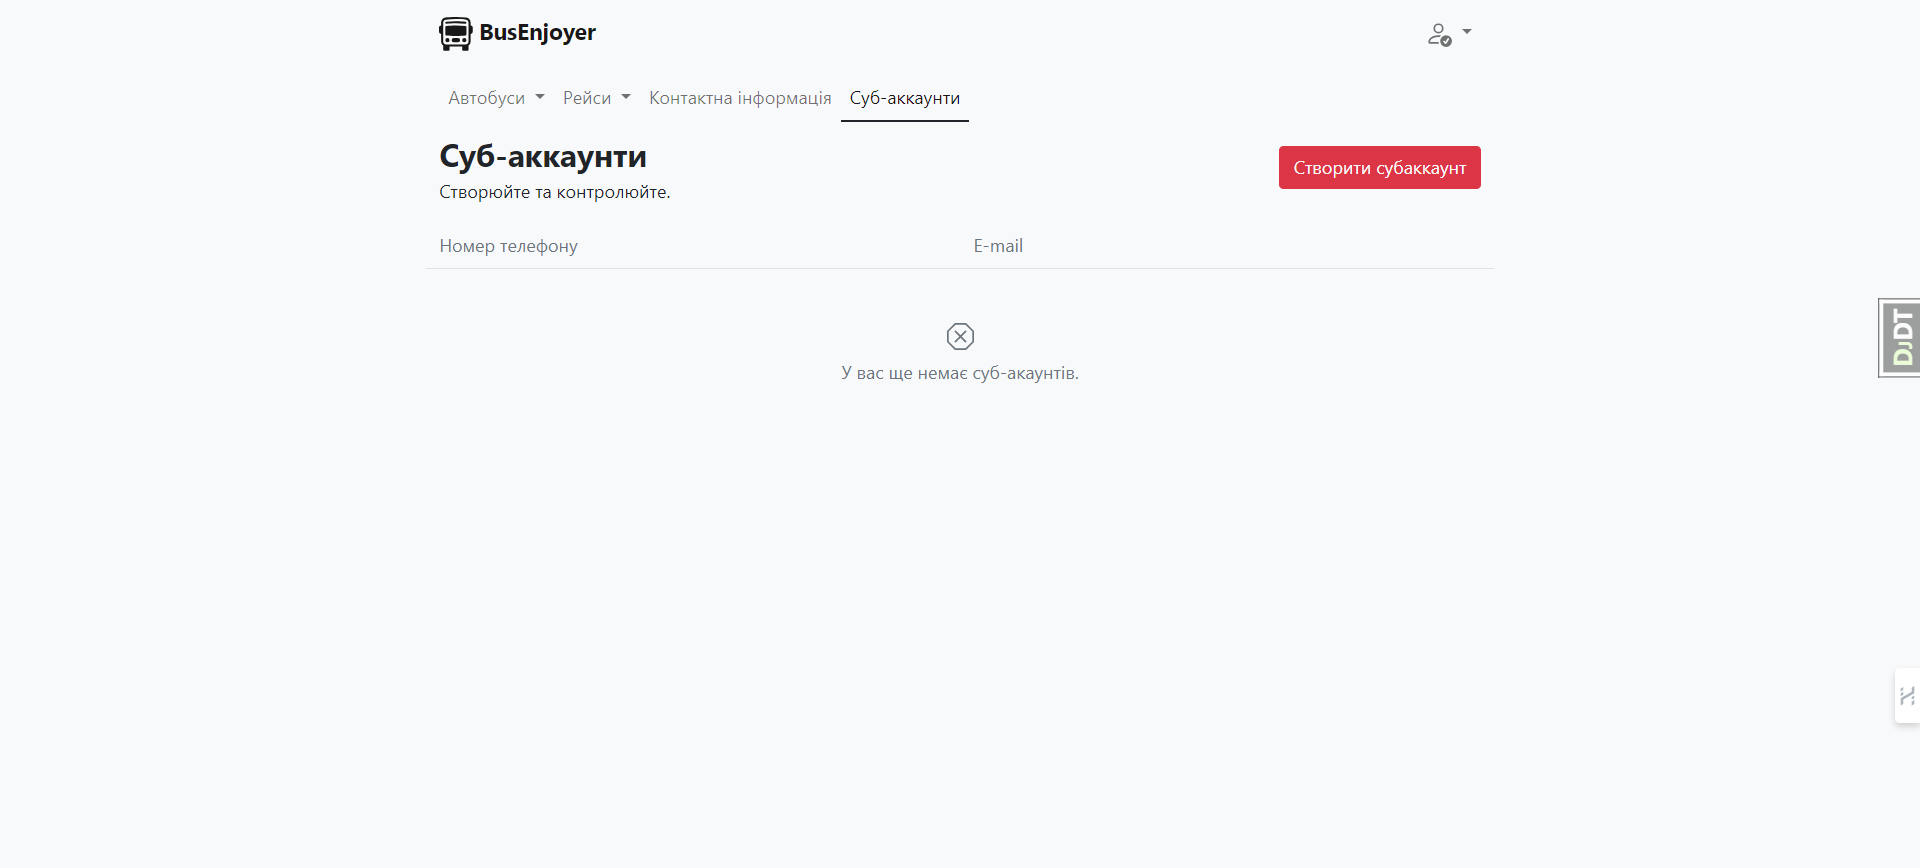 BusEnjoyer
Автобуси Рейси Контактна інформація Суб-аккаунти
Суб-аккаунти
Створити субаккаунт
Створюйте та контролюйте.
Номер телефону E-mail
DjDT
У вас ще немає суб-акаунтів.